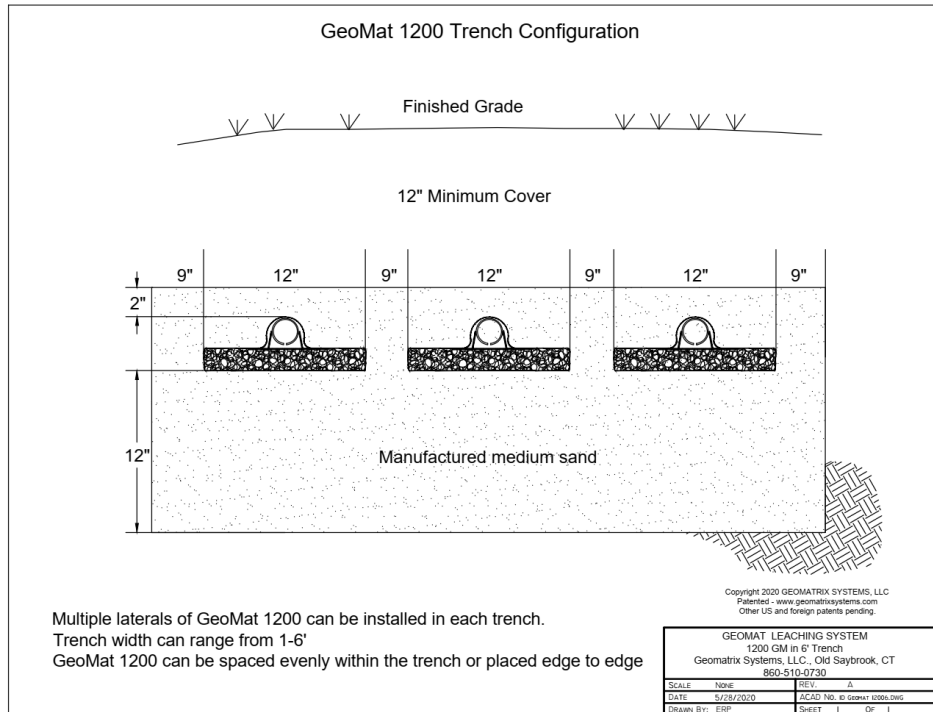 GeoMat 1200 Trench Configuration
Finished Grade
12" Minimum Cover
9" 12" 9" 12" 9" 12" 9"
2"
12"
Manufactured medium sand
Multiple laterals of GeoMat 1200 can be installed in each trench.
Trench width can range from 1-6'
GeoMat 1200 can be spaced evenly within the trench or placed edge to edge
Copyright 2020 GEOMATRIX SYSTEMS, LLC
Patented - www.geomatrixsystems.com
Other US and foreign patents pending.
GEOMAT LEACHING SYSTEM
1200 GM in 6' Trench
Geomatrix Systems, LLC., Old Saybrook, CT
860-510-0730
SCALE NONE REV. A
DATE 5/28/2020 ACAD NO. ID GEOMAT 12006.DWG
DRAWN BY: ERP SHEET 1 OF 1